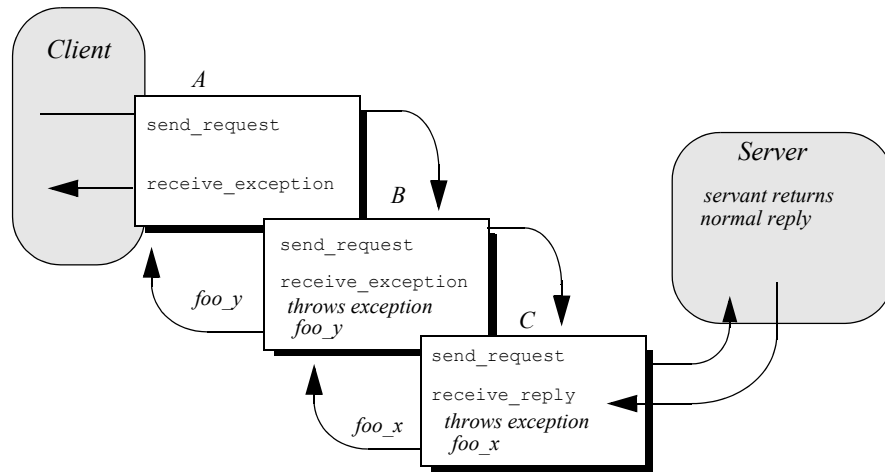 Client
A
send_request
receive_exception
B
send_request
receive_exception
throws exception
foo_y
foo_y
C
send_request
receive_reply
throws exception
foo_x
foo_x
Server
servant returns
normal reply